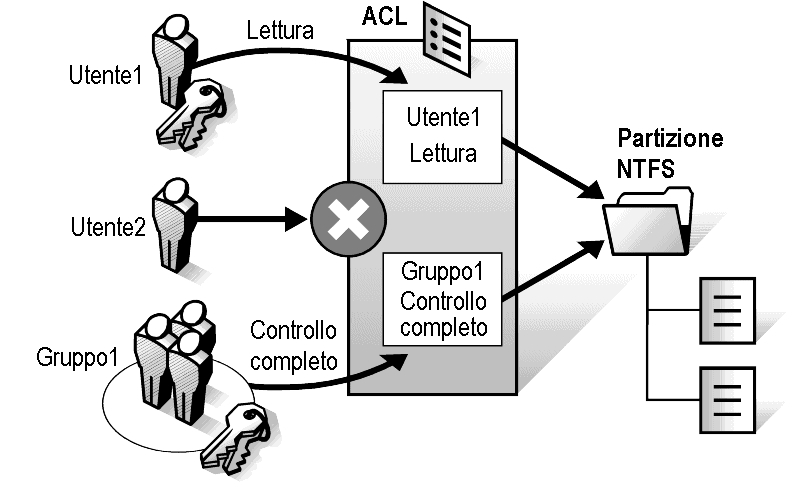 ACL
Lettura
Utente1
Utente1
Lettura
Partizione
NTFS
Utente2
Gruppo1
Controllo
completo
Gruppo1
Controllo
completo